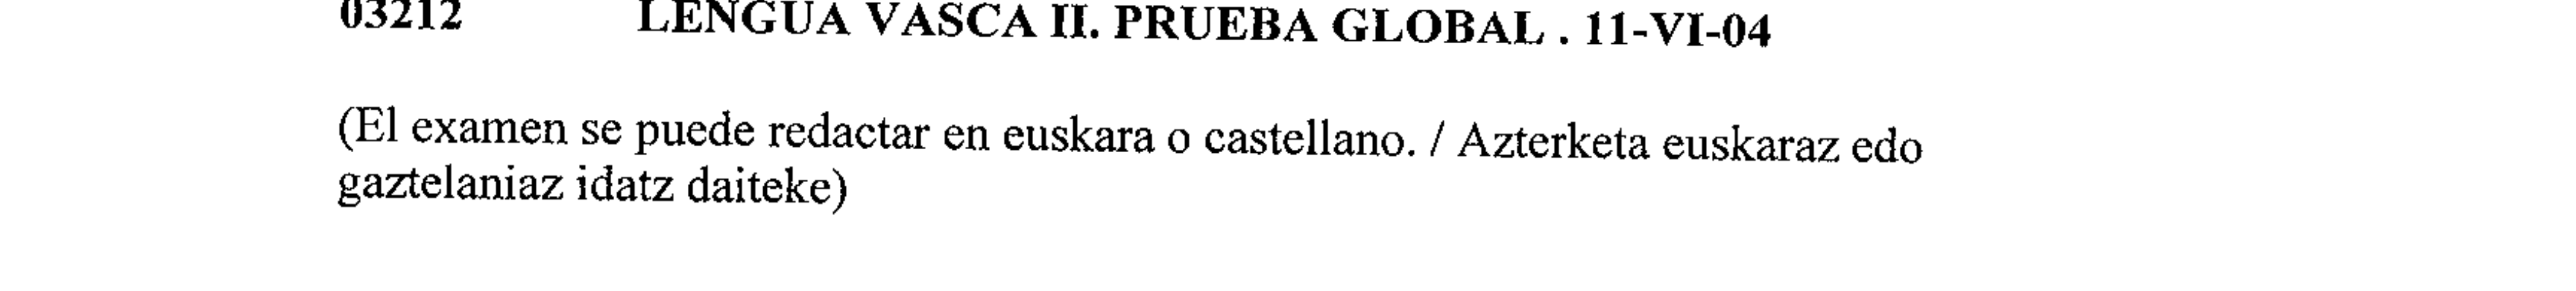 03212 LENGUA VASCA II. PRUEBA GLOBAL . 11-VI-04
(El examen se puede redactar en euskara o castellano. / Azterketa euskaraz edo
gaztelaniaz idatz daiteke)